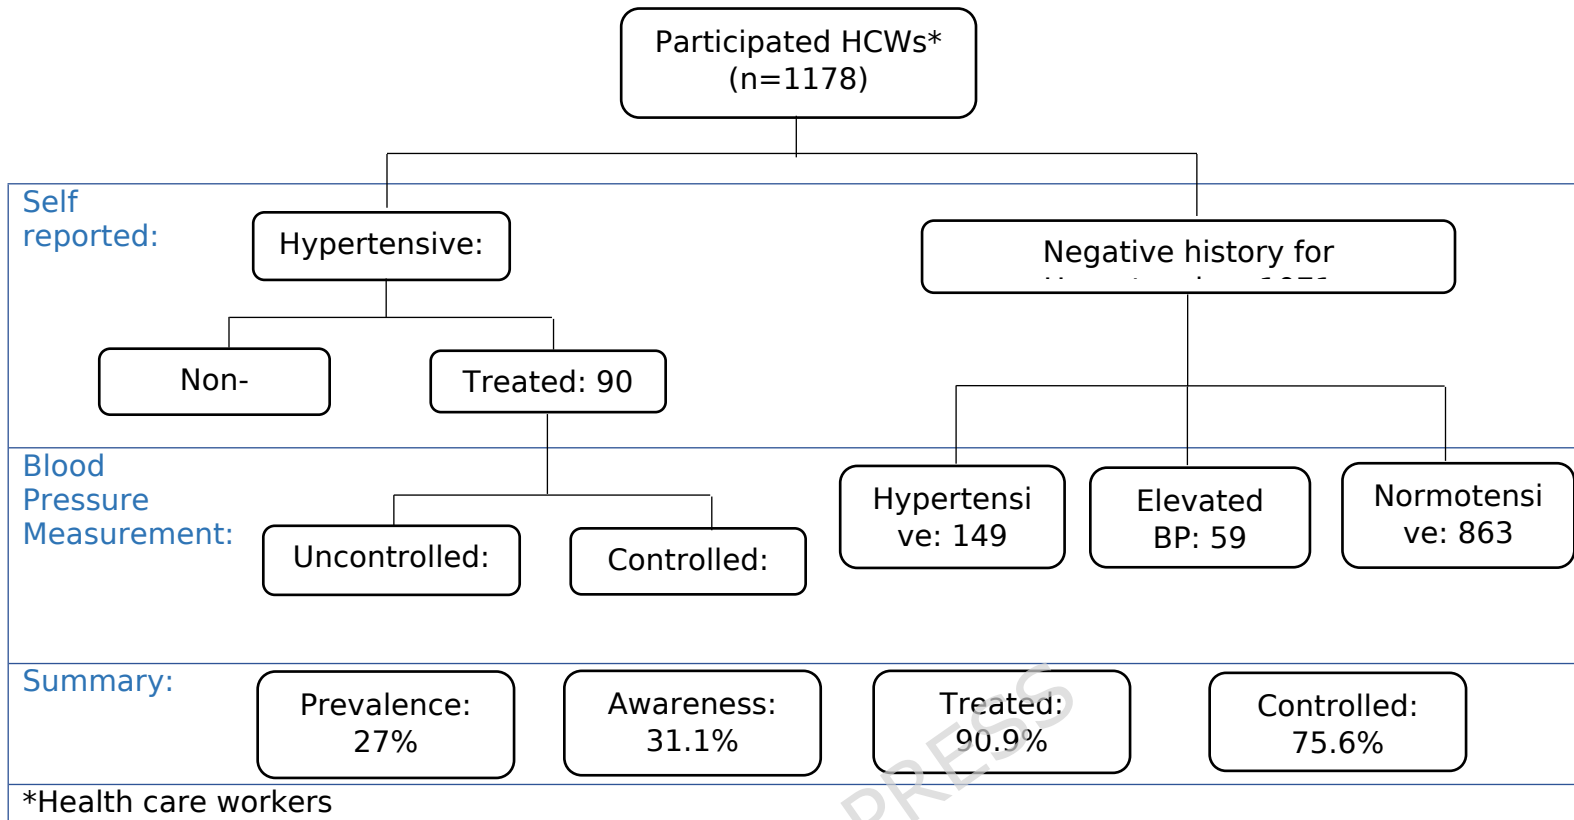 Participated HCWs*
(n=1178)
Self
reported:
Hypertensive:
Negative history for
Non-
Treated: 90
Blood
Pressure
Measurement:
Uncontrolled:
Controlled:
Hypertensi
ve: 149
Elevated
BP: 59
Normotensi
ve: 863
Summary:
Prevalence:
27%
Awareness:
31.1%
Treated:
90.9%
Controlled:
75.6%
PRESS
*Health care workers